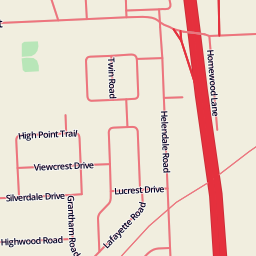 Twin Road
Homewood Lane
High Point Trail
Helendale Road
Viewcrest Drive
Silverdale Drive
Lucrest Drive
Grantham Road
Lafayette Road
Highwood Road